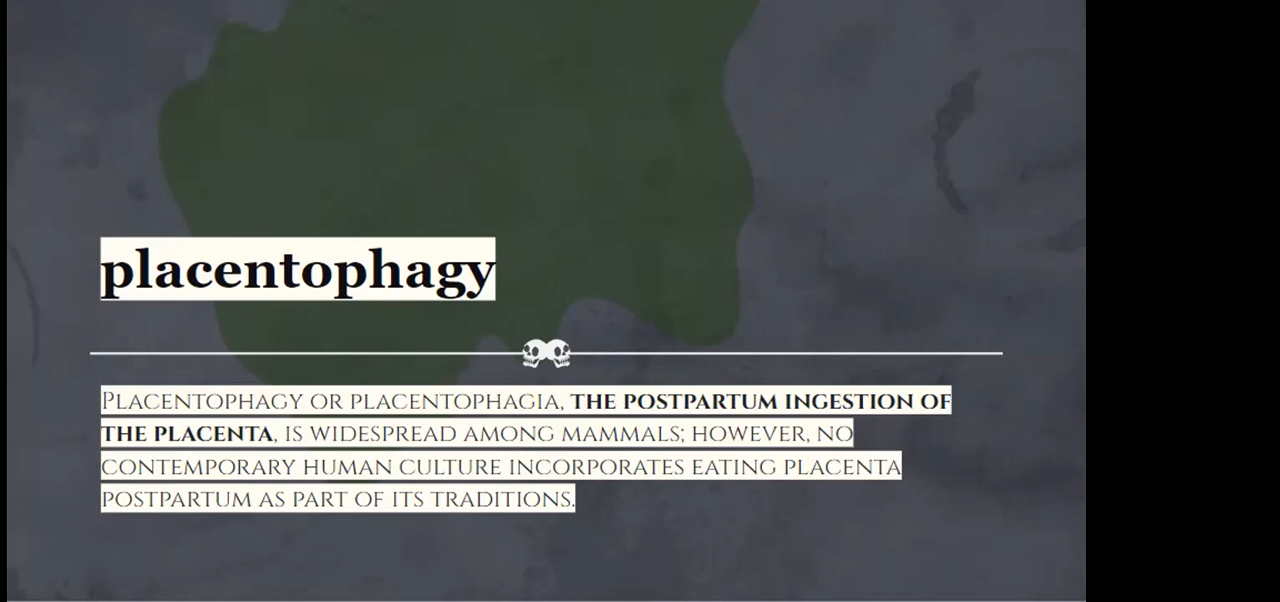 placentophagy
Placentophagy or placentophagia, the postpartum ingestion of
the placenta, is widespread among mammals; however, no
contemporary human culture incorporates eating placenta
postpartum as part of its traditions.